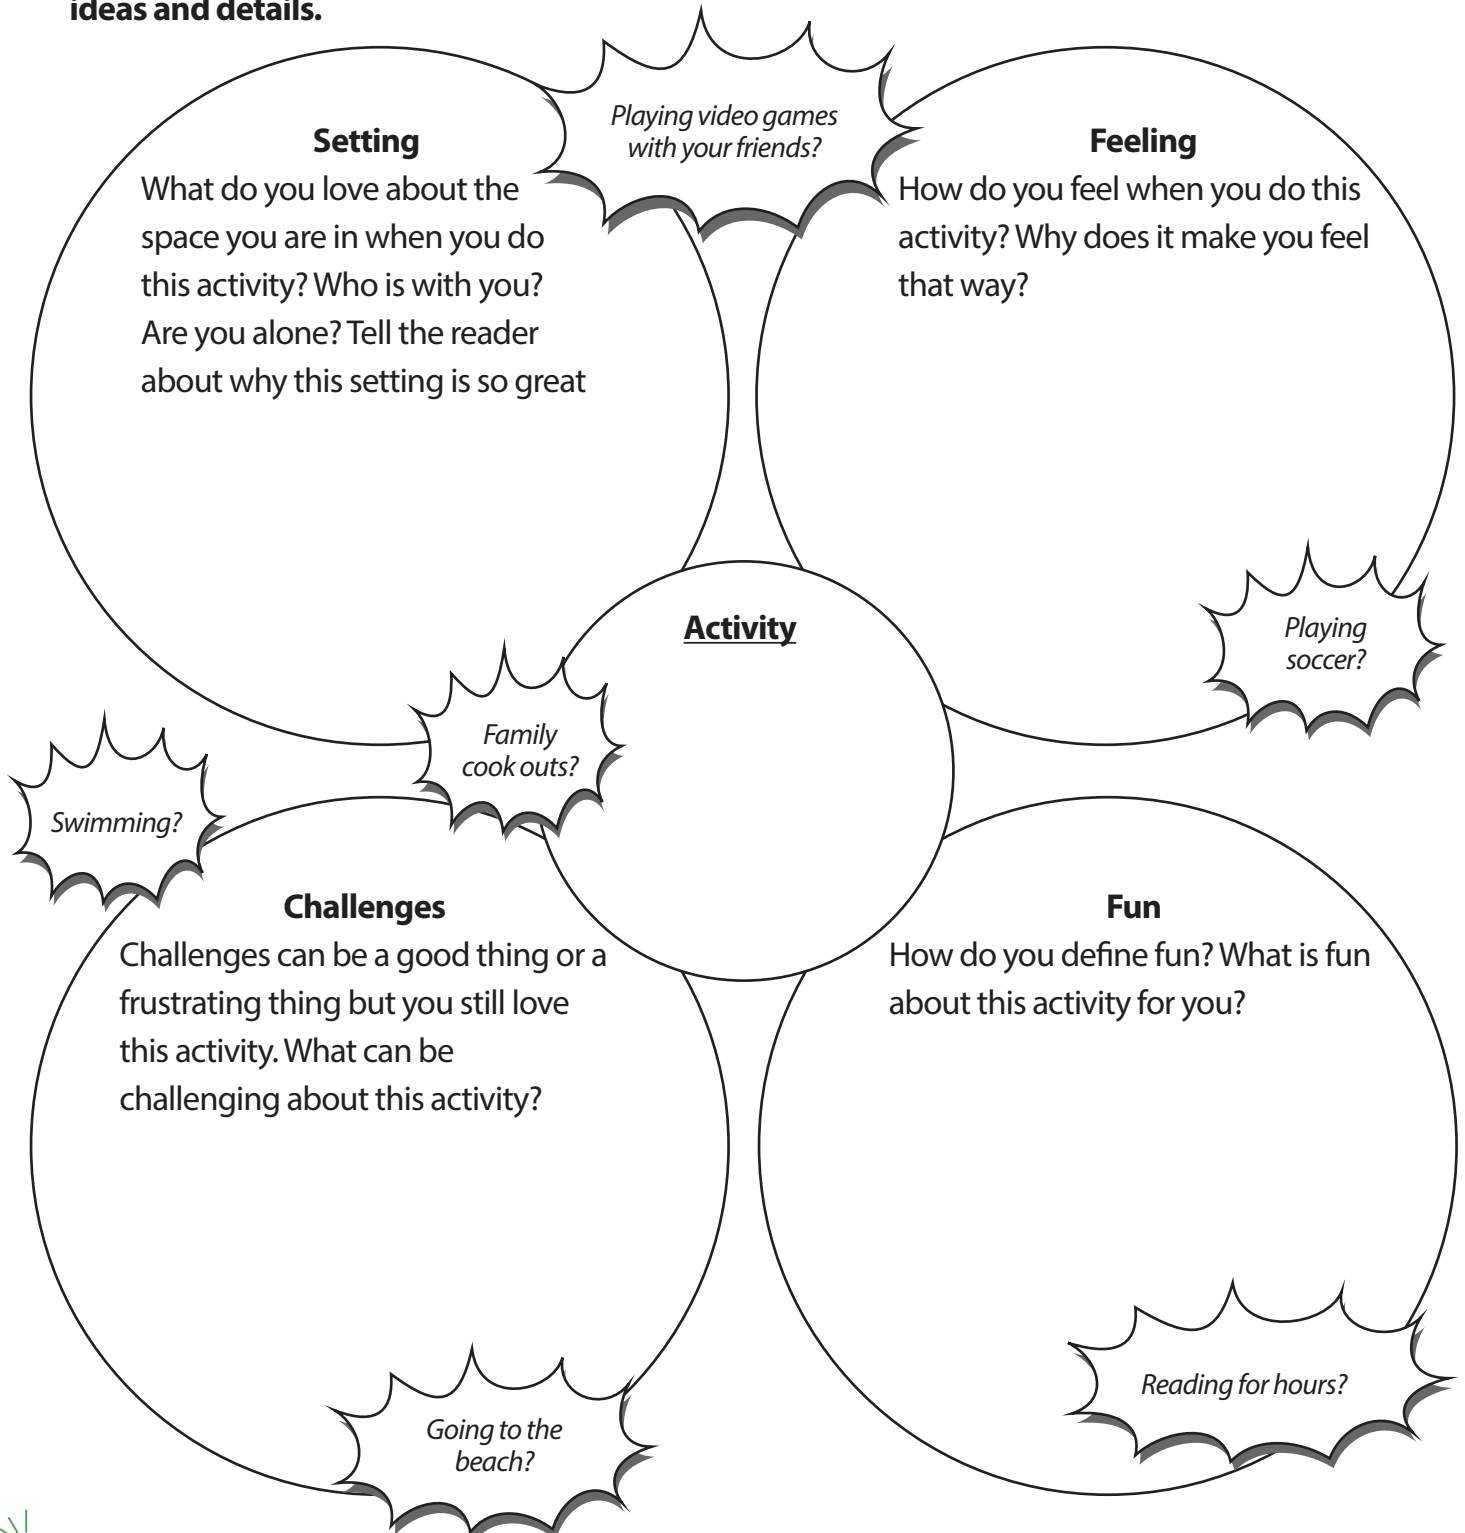 ideas and details.
Playing video games
with your friends?
Setting
What do you love about the
space you are in when you do
this activity? Who is with you?
Are you alone? Tell the reader
about why this setting is so great
Feeling
How do you feel when you do this
activity? Why does it make you feel
that way?
Activity
Playing
soccer?
Family
cook outs?
Swimming?
Challenges
Challenges can be a good thing or a
frustrating thing but you still love
this activity. What can be
challenging about this activity?
Fun
How do you define fun? What is fun
about this activity for you?
Going to the
beach?
Reading for hours?